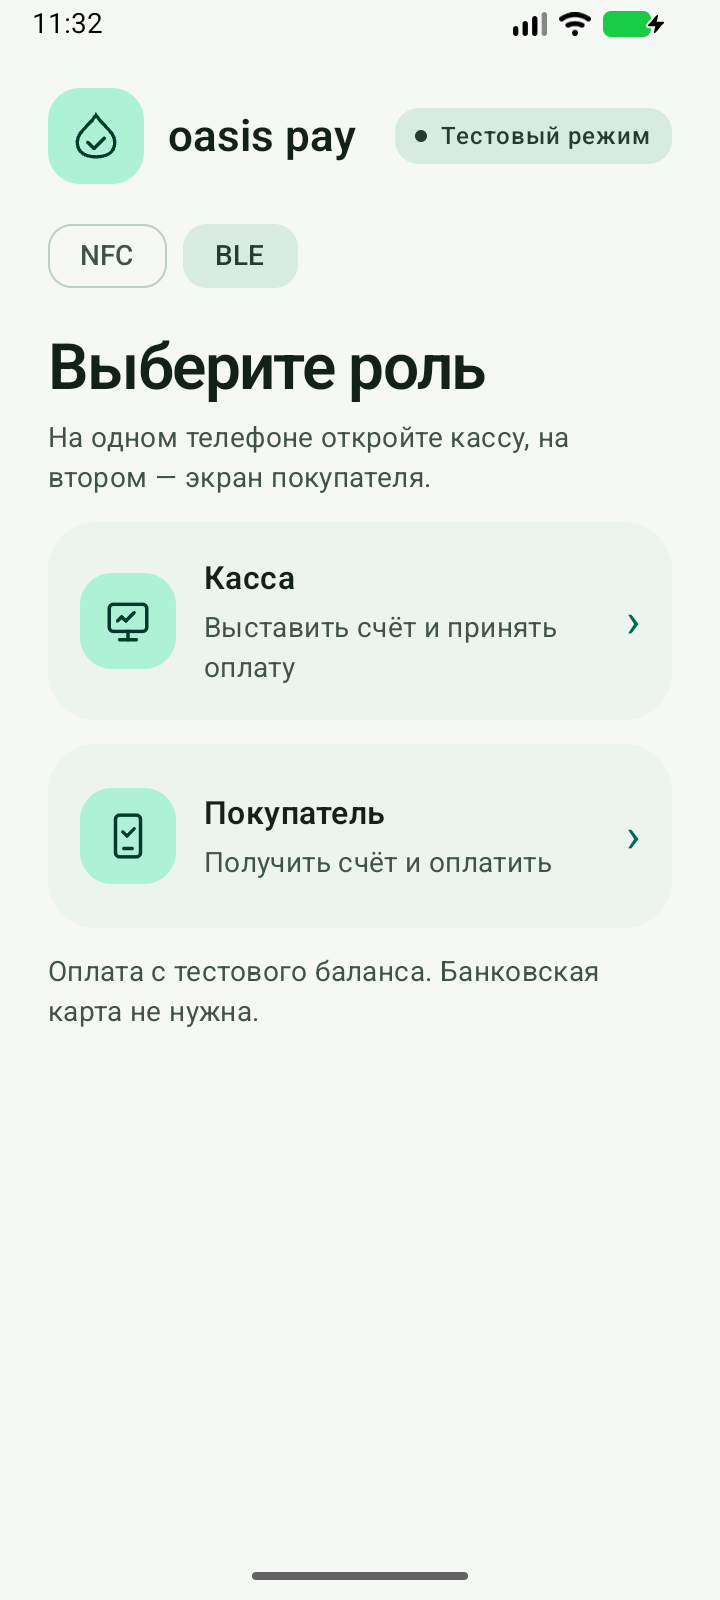 11:32
oasis pay
Тестовый режим
NFC
BLE
Выберите роль
На одном телефоне откройте кассу, на
втором — экран покупателя.
Касса
Выставить счёт и принять
оплату
Покупатель
Получить счёт и оплатить
Оплата с тестового баланса. Банковская
карта не нужна.